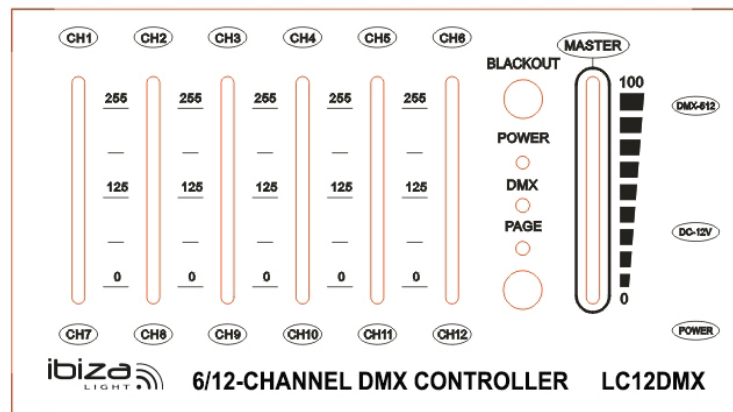 CH1 CH2 CH3 CH4 CH5 CH6
MASTER
BLACKOUT
100
255 255 255 255 255
DMX-512
POWER
125 125 125 125 125
DMX
PAGE
DC-12V
0 0 0 0 0
0
CH7 CH8 CH9 CH10 CH11 CH12
POWER
ibiza
LIGHT
6/12-CHANNEL DMX CONTROLLER LC12DMX